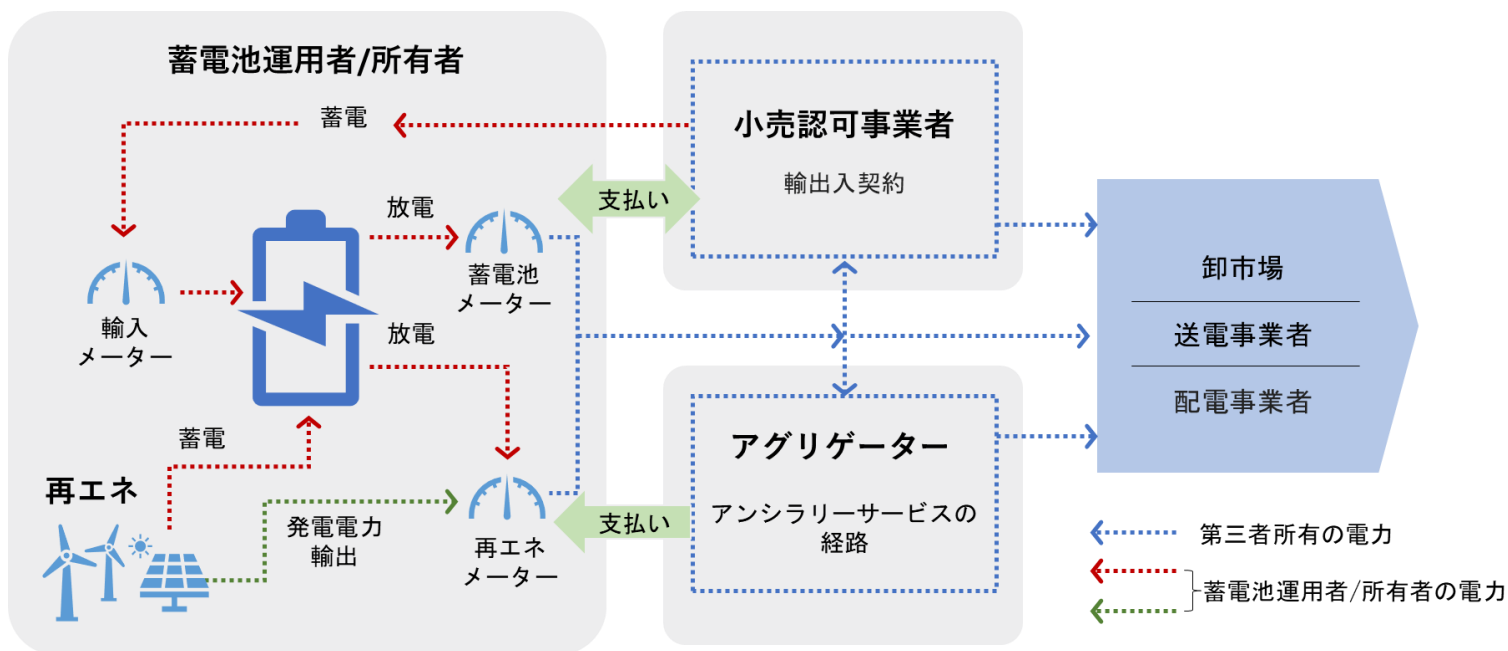 蓄電池運用者/所有者
蓄電
放電
蓄電池
メーター
輸入
メーター
放電
蓄電
再エネ
発電電力
輸出
再エネ
メーター
支払い
小売認可事業者
輸出入契約
支払い
アグリゲーター
アンシラリーサービスの
経路
卸市場
送電事業者
配電事業者
第三者所有の電力
蓄電池運用者/所有者の電力